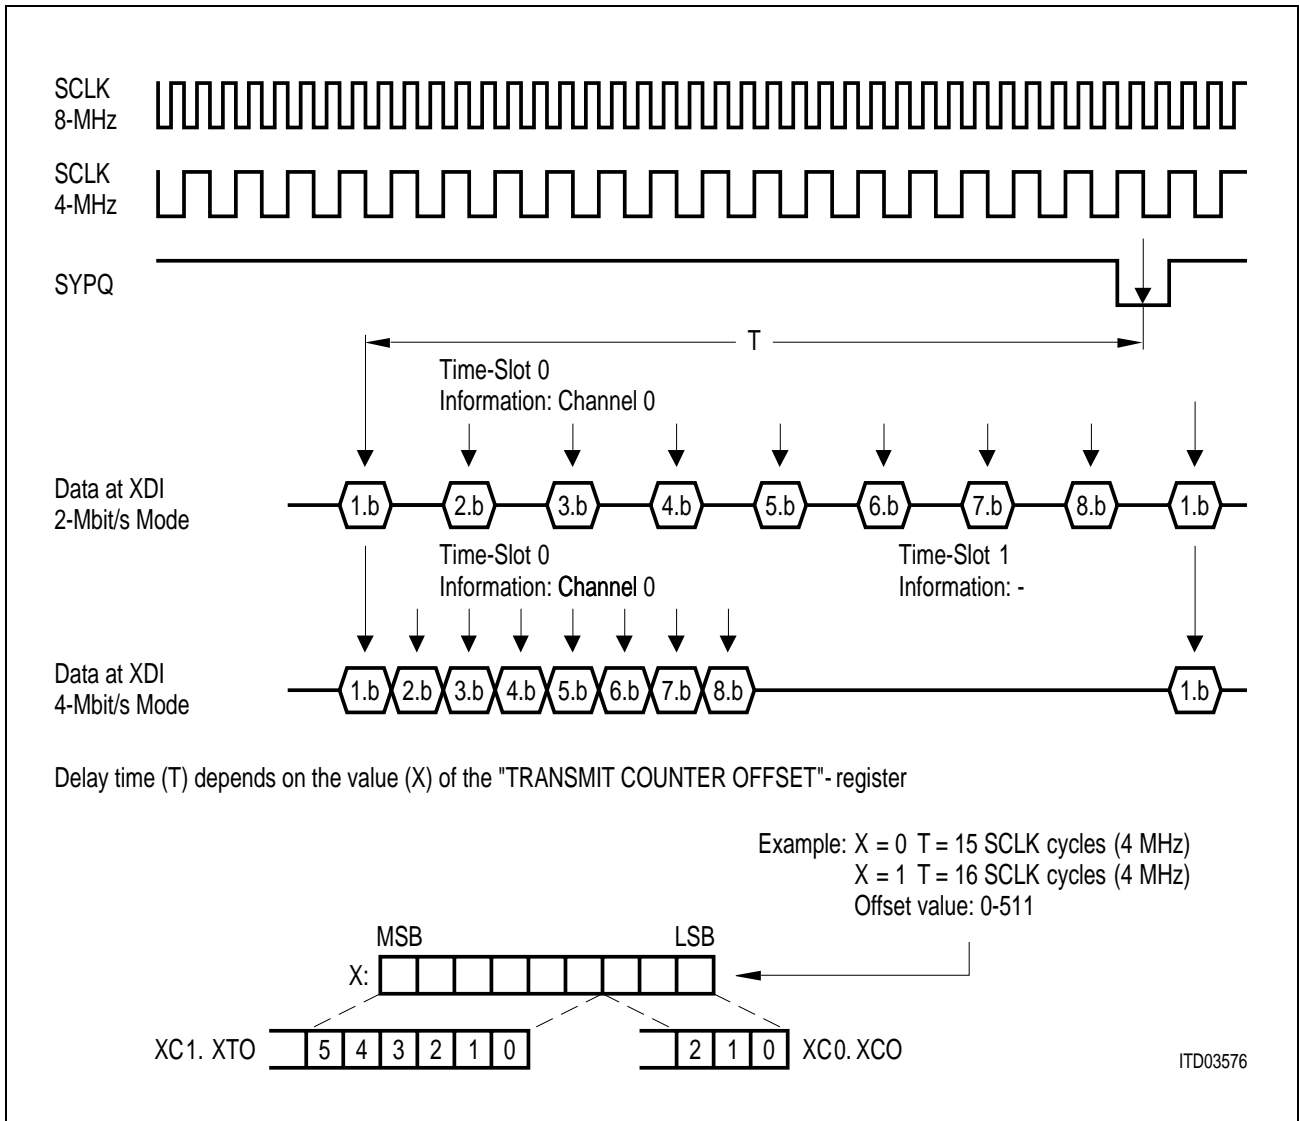 SCLK
8-MHz
SCLK
4-MHz
SYPQ
T
Time-Slot 0
Information: Channel 0
Data at XDI
2-Mbit/s Mode
1.b 2.b 3.b 4.b 5.b 6.b 7.b 8.b 1.b
Time-Slot 0
Information: Channel 0
Time-Slot 1
Information: -
Data at XDI
4-Mbit/s Mode
1.b 2.b 3.b 4.b 5.b 6.b 7.b 8.b 1.b
Delay time (T) depends on the value (X) of the "TRANSMIT COUNTER OFFSET"- register
Example: X = 0 T = 15 SCLK cycles (4 MHz)
X = 1 T = 16 SCLK cycles (4 MHz)
Offset value: 0-511
MSB LSB
X:
XC1. XTO 5 4 3 2 1 0 2 1 0 XC0. XCO
ITD03576